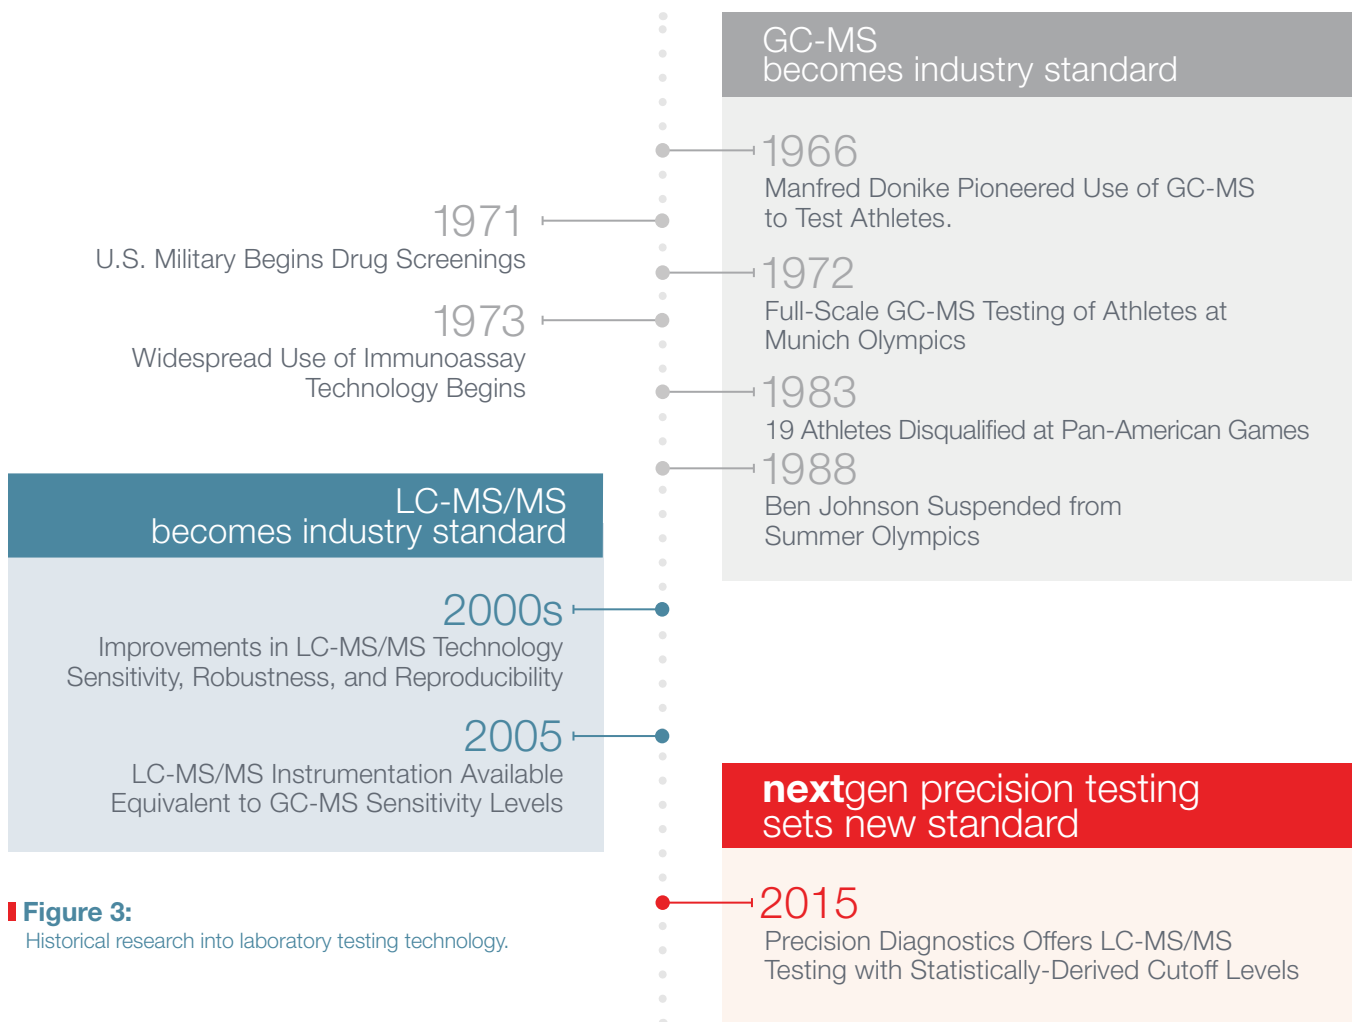 GC-MS
becomes industry standard
1966
Manfred Donike Pioneered Use of GC-MS
to Test Athletes.
1971
U.S. Military Begins Drug Screenings
1972
Full-Scale GC-MS Testing of Athletes at
Munich Olympics
1973
Widespread Use of Immunoassay
Technology Begins
1983
19 Athletes Disqualified at Pan-American Games
1988
Ben Johnson Suspended from
Summer Olympics
LC-MS/MS
becomes industry standard
2000s
Improvements in LC-MS/MS Technology
Sensitivity, Robustness, and Reproducibility
2005
LC-MS/MS Instrumentation Available
Equivalent to GC-MS Sensitivity Levels
nextgen precision testing
sets new standard
2015
Precision Diagnostics Offers LC-MS/MS
Testing with Statistically-Derived Cutoff Levels
Figure 3:
Historical research into laboratory testing technology.